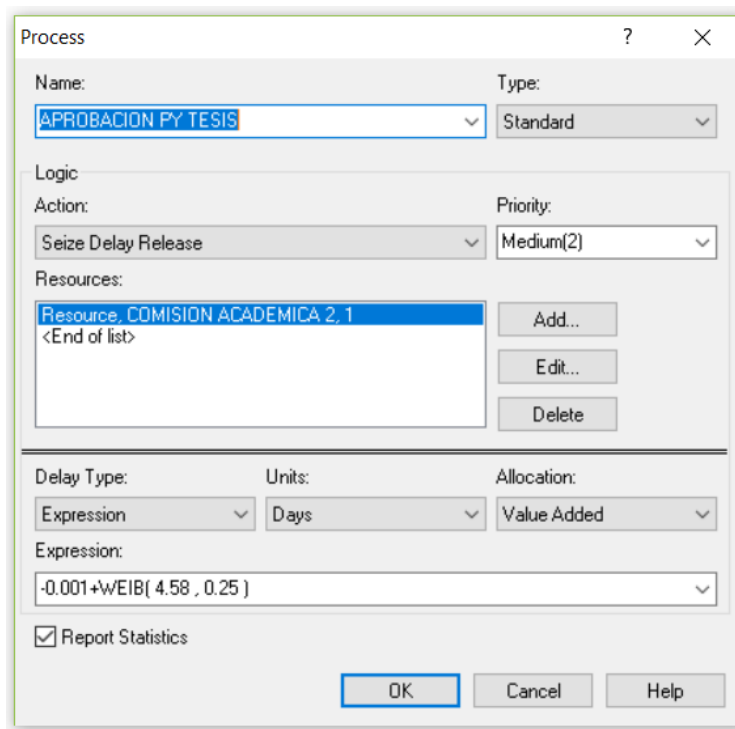 Process ? X
Name: Type:
APROBACION PY TESIS Standard
Logic
Action: Priority:
Seize Delay Release Medium(2)
Resources:
Resource, COMISION ACADEMICA 2, 1 Add...
<End of list>
Edit...
Delete
Delay Type: Units: Allocation:
Expression Days Value Added
Expression:
-0.001+WEIB( 4.58 , 0.25 )
Report Statistics
OK Cancel Help